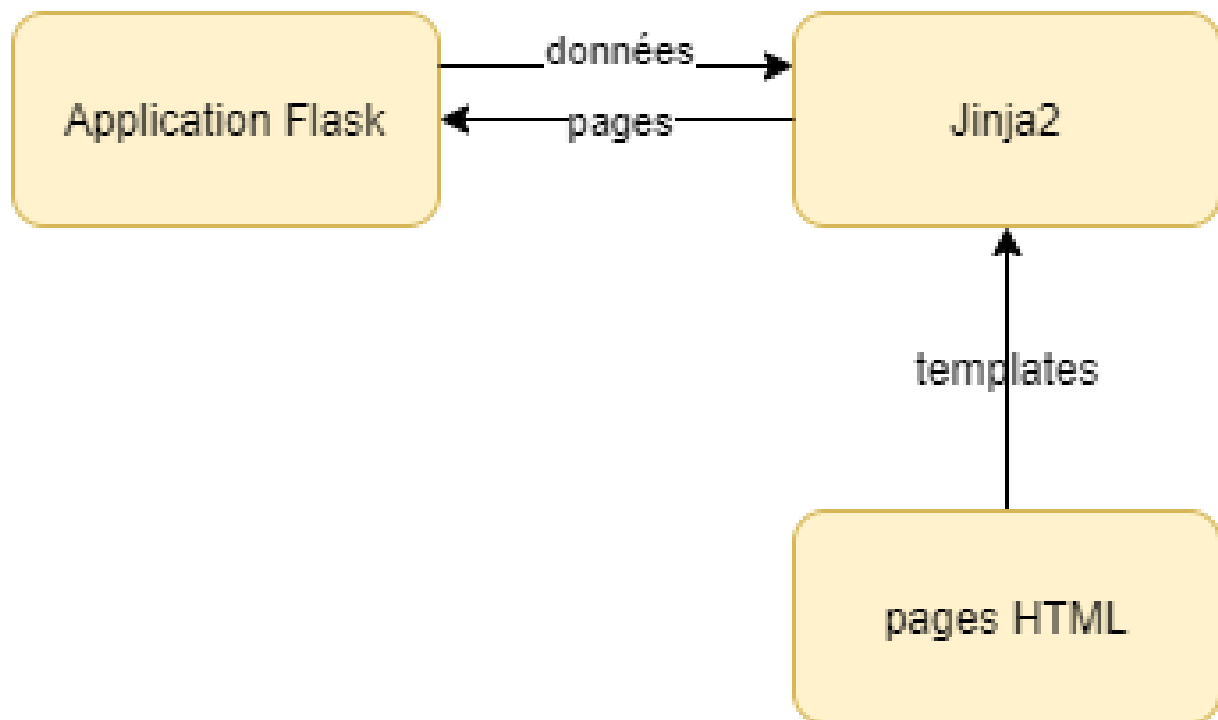 données
Application Flask
Jinja2
pages
templates
pages HTML